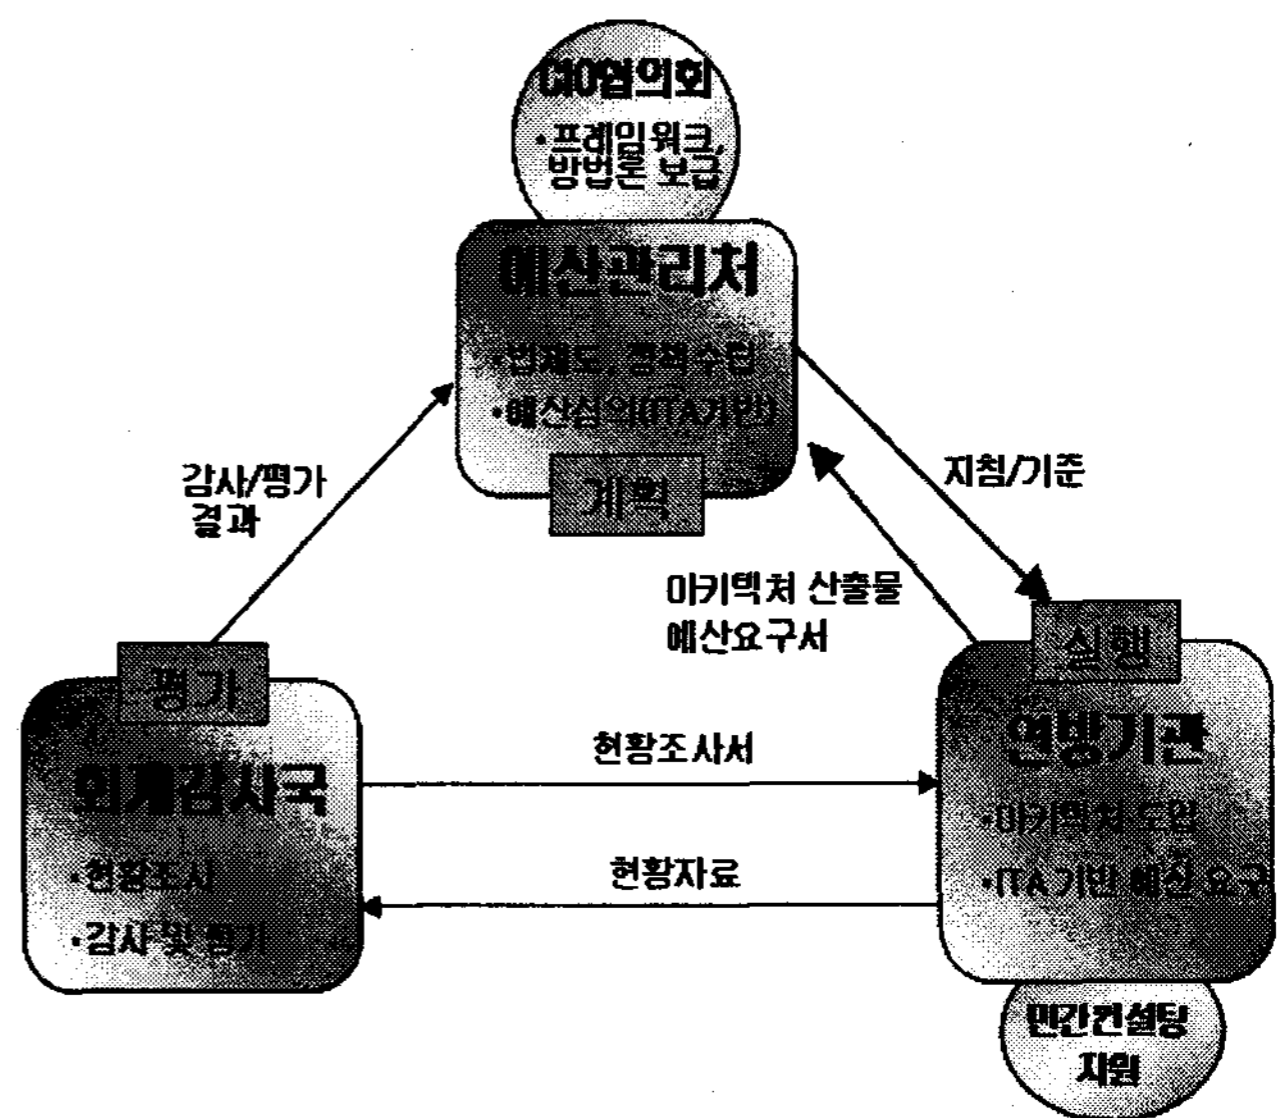 CIO협의회
·프레임워크,
방법론 보급
예산관리처
·법제도, 정책수립
·예산심의(ITA기반)
계획
감사/평가
결과
지침/기준
아키텍처 산출물
예산요구서
평가
회계감사국
·현황조사
·감사 및 평가
현황조사서
현황자료
실행
연방기관
·아키텍처 도입
·ITA기반 예산 요구
민간컨설팅
지원